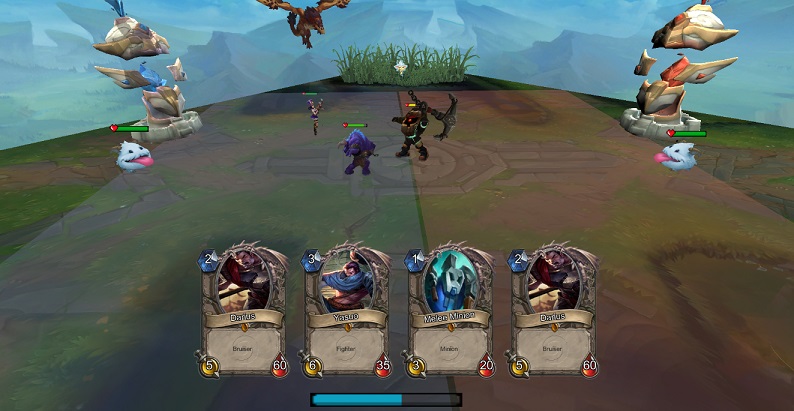 2 3 1 2
Darius Yasuo Melee Minion Darius
Bruiser Fighter Minion Bruiser
5 60 6 35 3 20 5 60